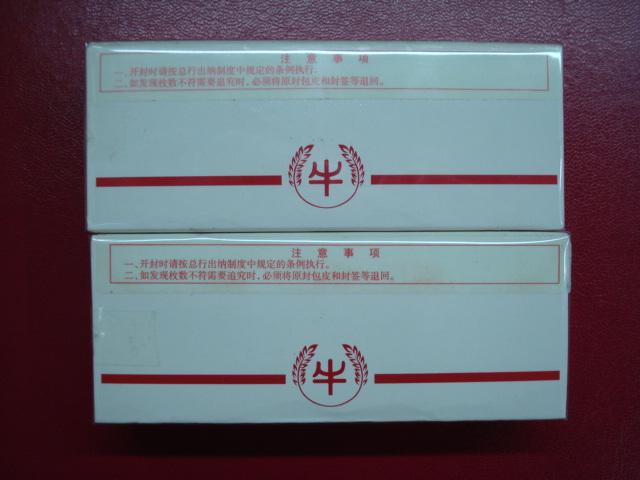 注意事项
一、开封时请按总行出纳制度中规定的条例执行.
二、如发现枚数不符需要追究时，必须将原封包皮和封签等退回。
牛
注意事项
一、开封时请按总行出纳制度中规定的条例执行。
二、如发现枚数不符需要追究时，必须将原封包皮和封签等退回。
牛